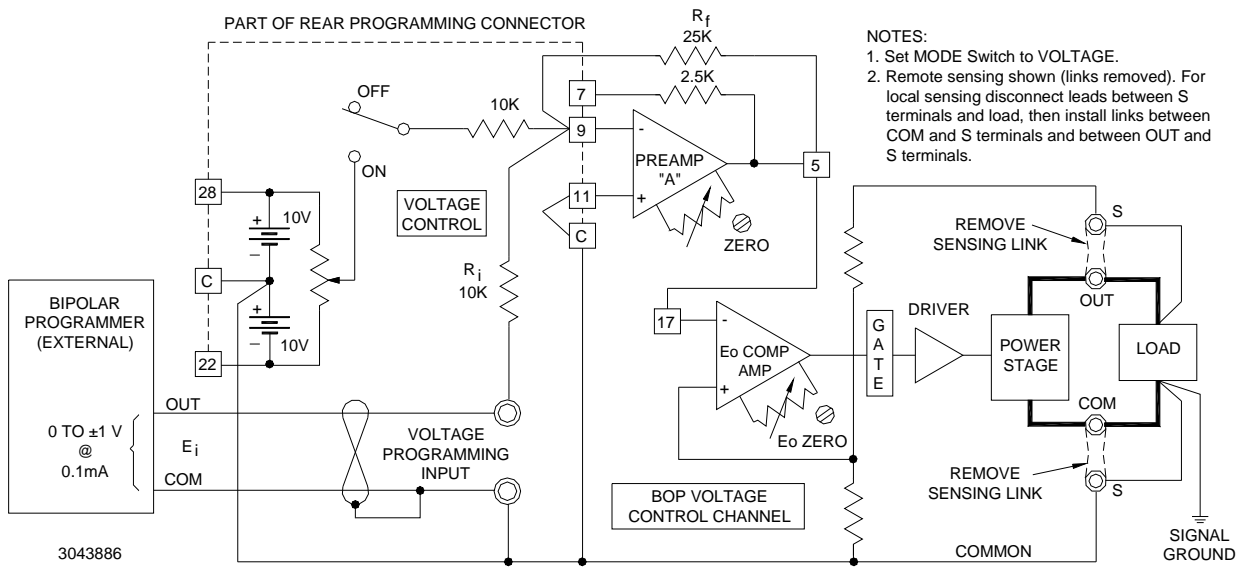 PART OF REAR PROGRAMMING CONNECTOR
Rf
25K
2.5K
NOTES:
1. Set MODE Switch to VOLTAGE.
2. Remote sensing shown (links removed). For
local sensing disconnect leads between S
terminals and load, then install links between
COM and S terminals and between OUT and
S terminals.
OFF
10K
7
9
-
PREAMP
"A"
+
5
ON
28
+
10V
–
VOLTAGE
CONTROL
11
C
ZERO
S
REMOVE
SENSING LINK
OUT
C
+
10V
–
22
Ri
10K
BIPOLAR
PROGRAMMER
(EXTERNAL)
17
-
Eo COMP
AMP
+
GATE
DRIVER
POWER
STAGE
LOAD
OUT
0 TO ±1 V
@
0.1mA
Ei
COM
VOLTAGE
PROGRAMMING
INPUT
Eo ZERO
COM
REMOVE
SENSING LINK
S
BOP VOLTAGE
CONTROL CHANNEL
SIGNAL
GROUND
3043886
COMMON